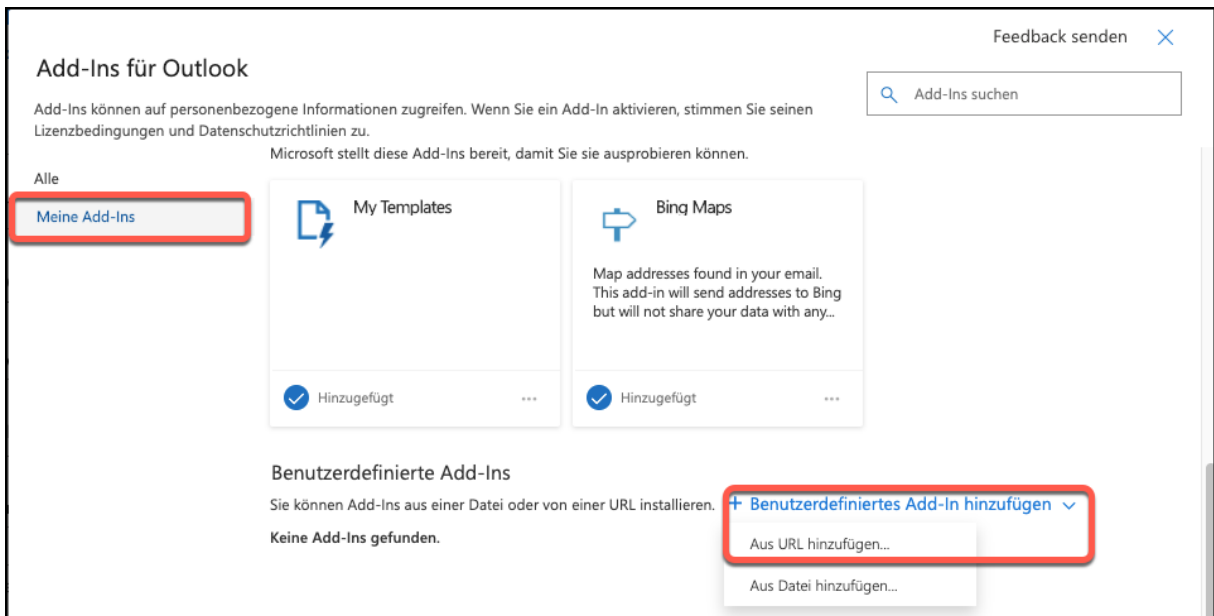 Feedback senden
Add-Ins für Outlook
Add-Ins suchen
Add-Ins können auf personenbezogene Informationen zugreifen. Wenn Sie ein Add-In aktivieren, stimmen Sie seinen
Lizenzbedingungen und Datenschutzrichtlinien zu.
Microsoft stellt diese Add-Ins bereit, damit Sie sie ausprobieren können.
Alle
Meine Add-Ins
My Templates
Hinzugefügt
Bing Maps
Map addresses found in your email.
This add-in will send addresses to Bing
but will not share your data with any...
Hinzugefügt
Benutzerdefinierte Add-Ins
Sie können Add-Ins aus einer Datei oder von einer URL installieren.
+ Benutzerdefiniertes Add-In hinzufügen
Keine Add-Ins gefunden.
Aus URL hinzufügen...
Aus Datei hinzufügen...